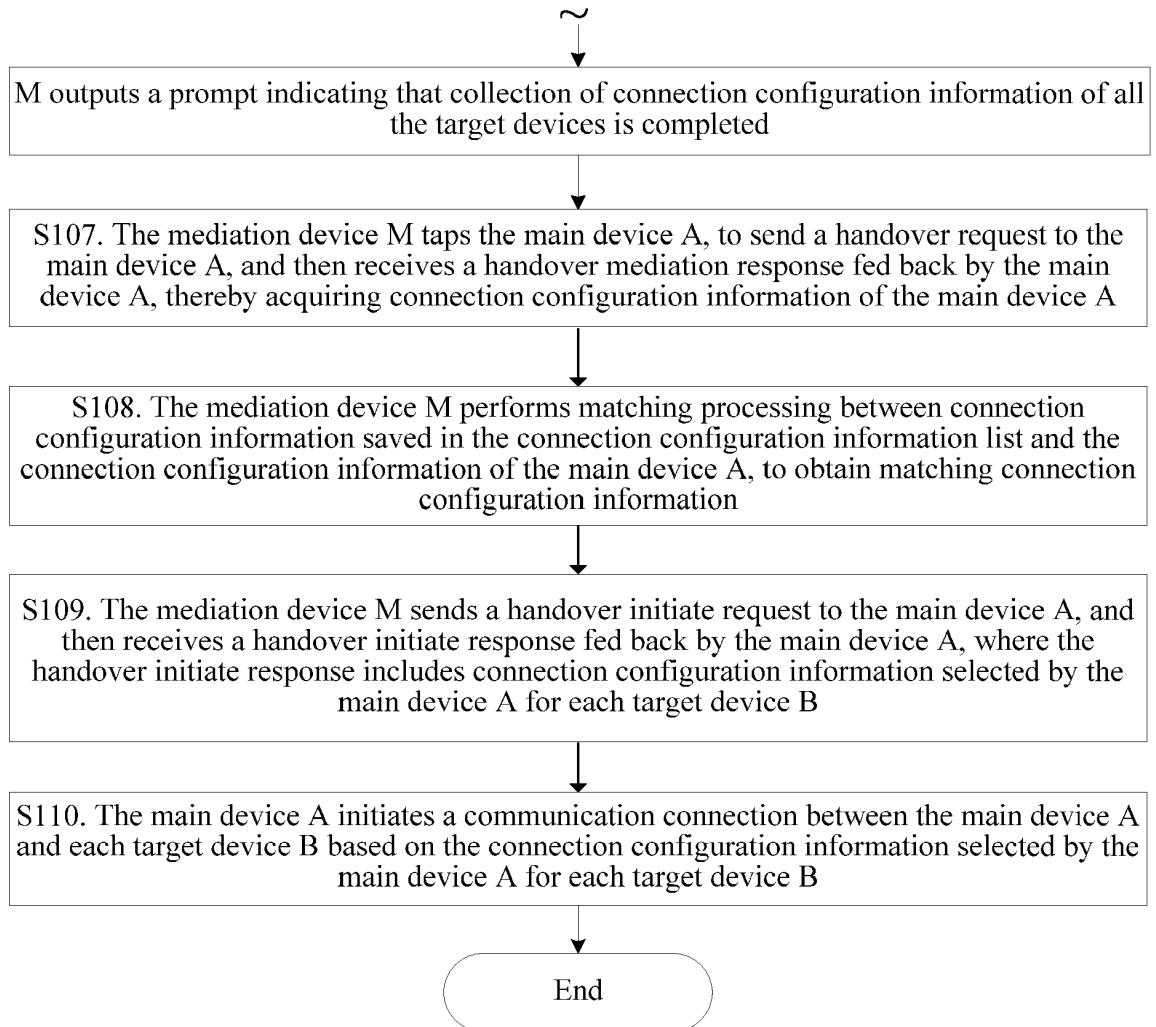 ~
M outputs a prompt indicating that collection of connection configuration information of all
the target devices is completed
S107. The mediation device M taps the main device A, to send a handover request to the
main device A, and then receives a handover mediation response fed back by the main
device A, thereby acquiring connection configuration information of the main device A
S108. The mediation device M performs matching processing between connection
configuration information saved in the connection configuration information list and the
connection configuration information of the main device A, to obtain matching connection
configuration information
S109. The mediation device M sends a handover initiate request to the main device A, and
then receives a handover initiate response fed back by the main device A, where the
handover initiate response includes connection configuration information selected by the
main device A for each target device B
S110. The main device A initiates a communication connection between the main device A
and each target device B based on the connection configuration information selected by the
main device A for each target device B
End